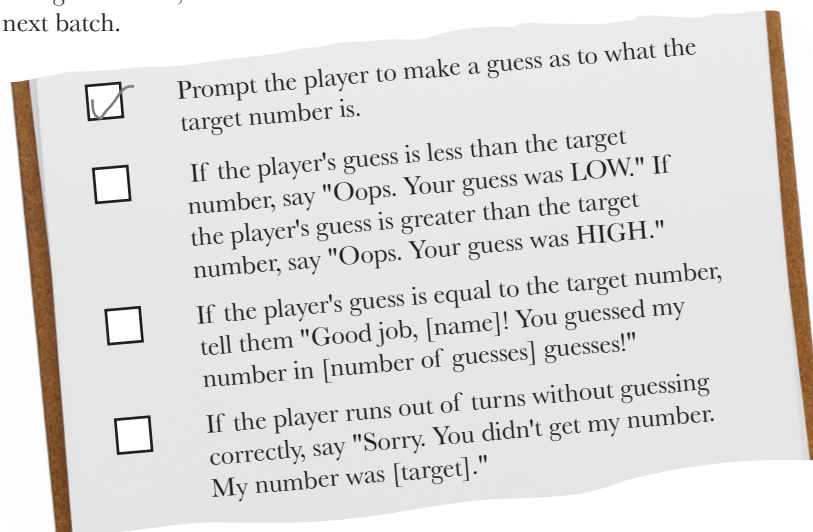 next batch.
Prompt the player to make a guess as to what the
target number is.
If the player's guess is less than the target
number, say "Oops. Your guess was LOW." If
the player's guess is greater than the target
number, say "Oops. Your guess was HIGH."
If the player's guess is equal to the target number,
tell them "Good job, [name]! You guessed my
number in [number of guesses] guesses!"
If the player runs out of turns without guessing
correctly, say "Sorry. You didn't get my number.
My number was [target]."